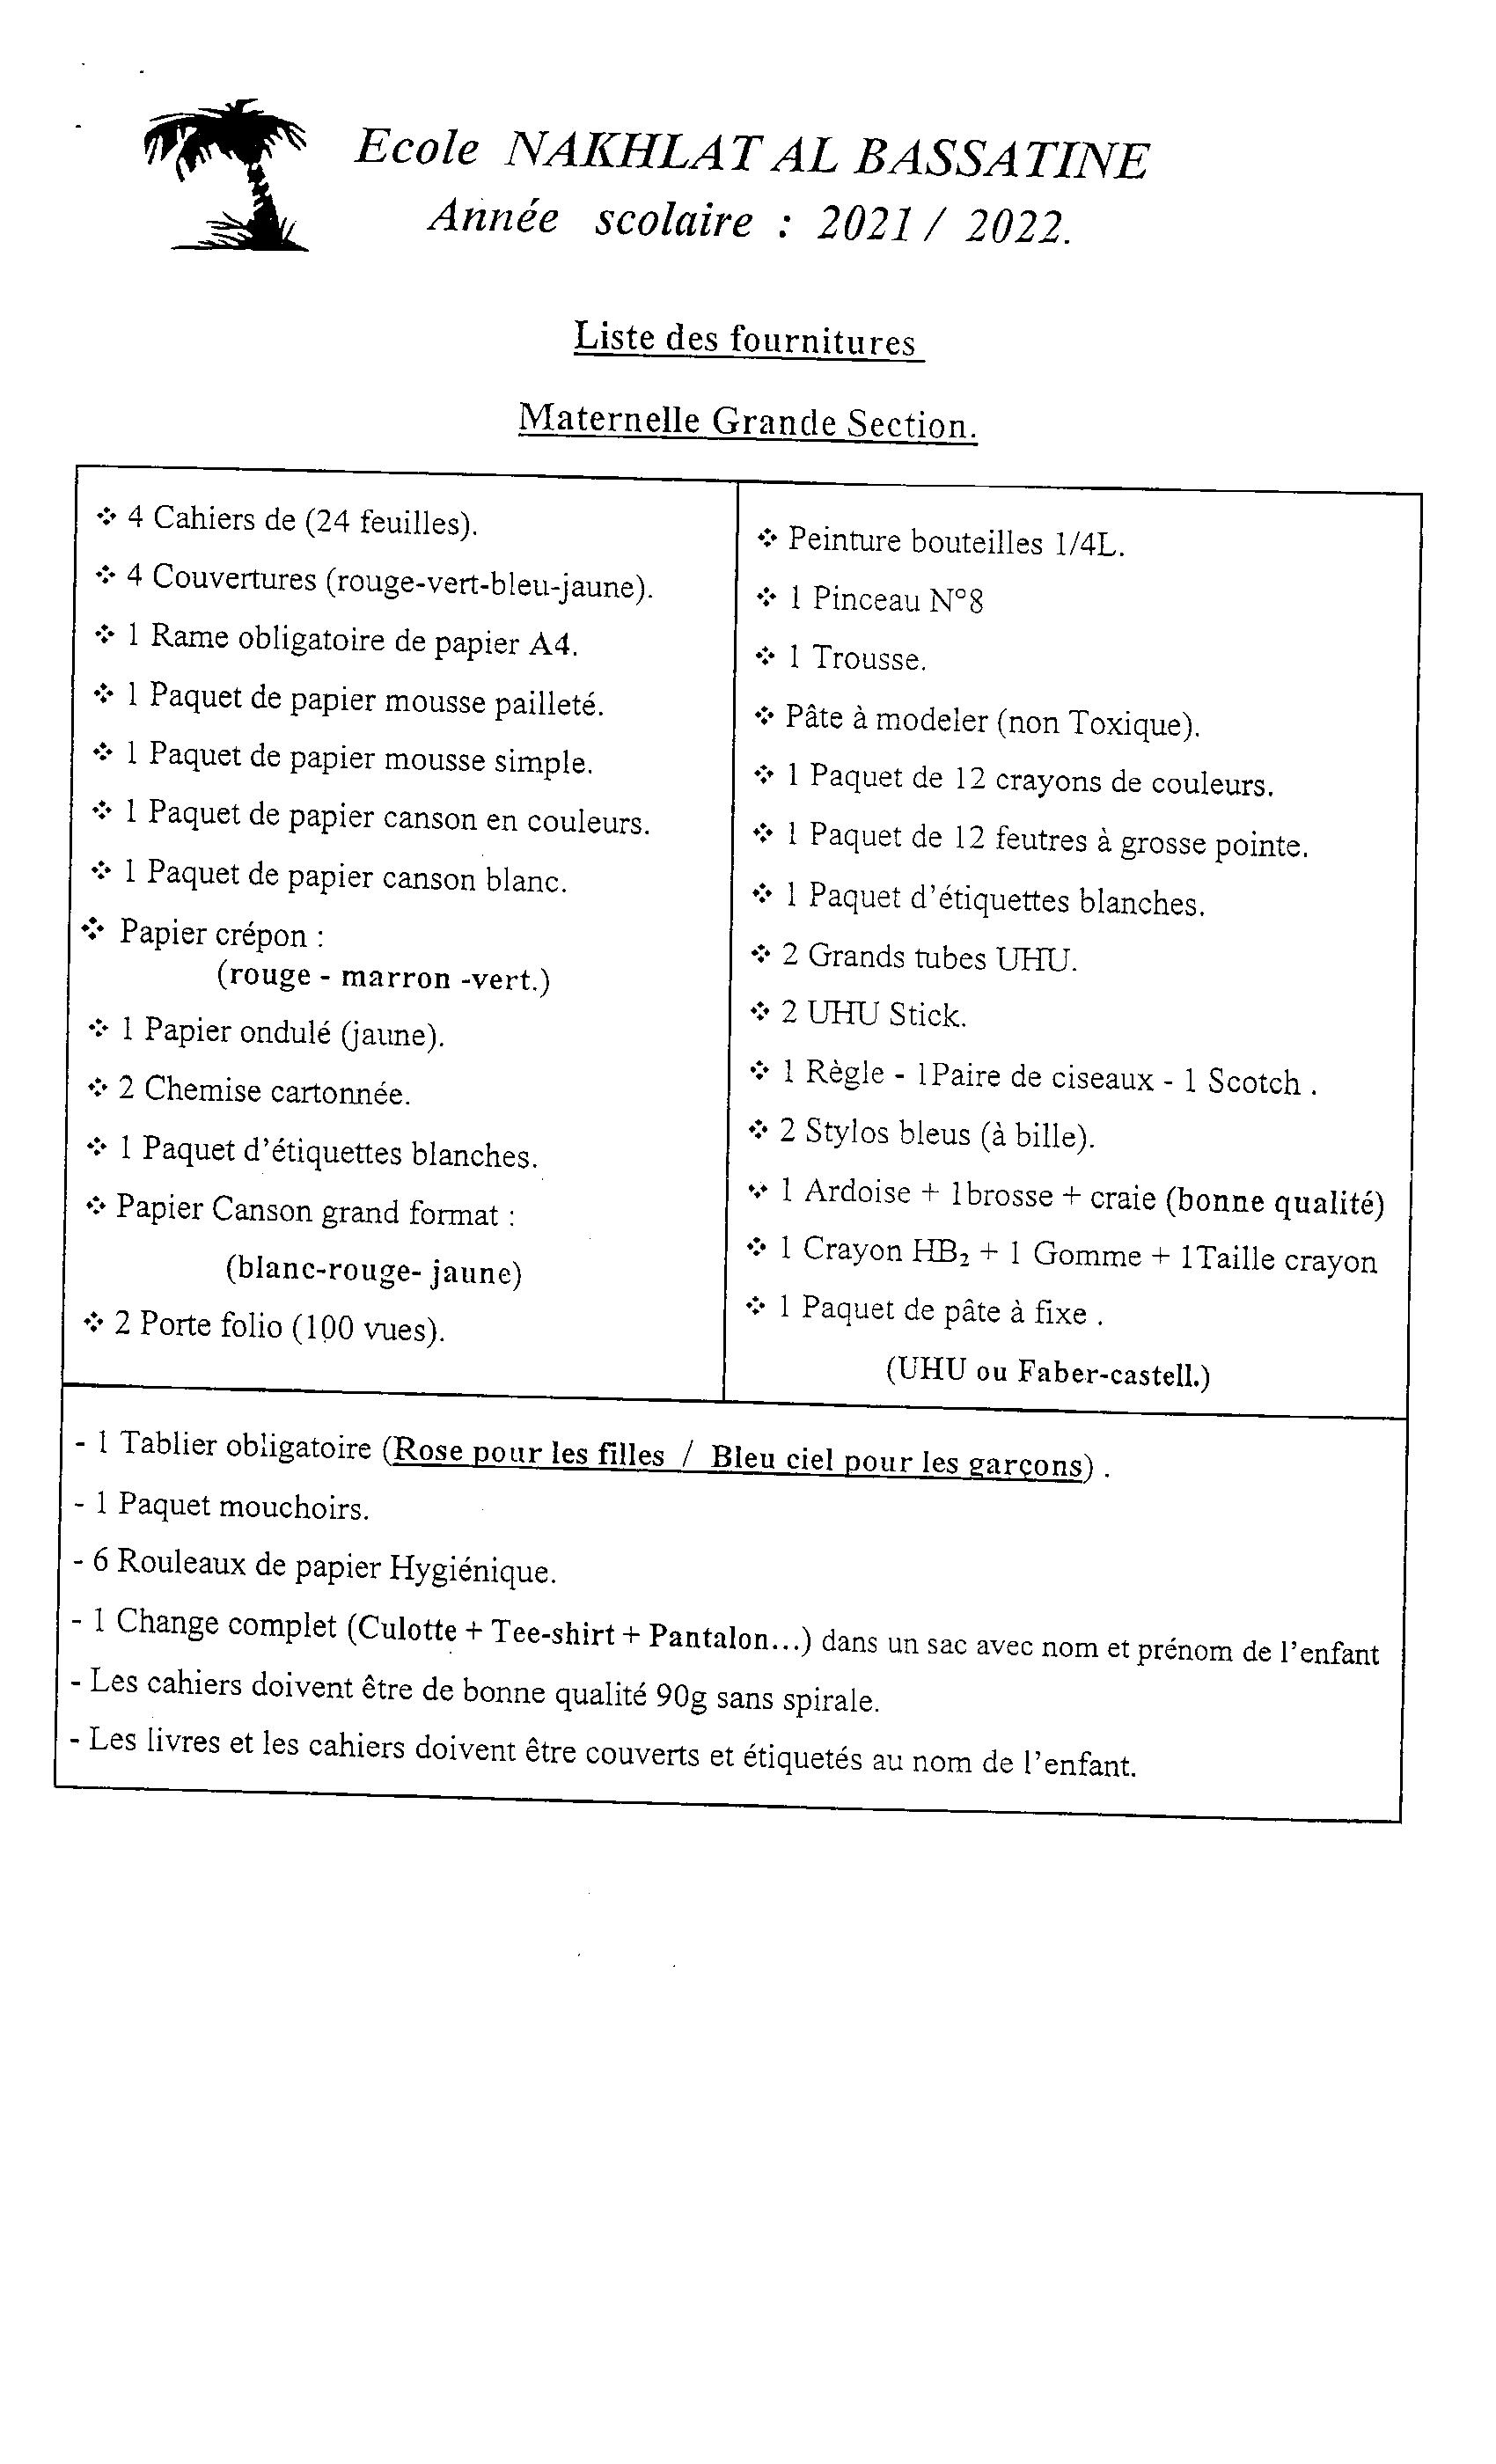 Ecole NAKHLAT AL BASSATINE
Année scolaire : 2021 / 2022.
Liste des fournitures
Maternelle Grande Section.
❖ 4 Cahiers de (24 feuilles).
❖ 4 Couvertures (rouge-vert-bleu-jaune).
❖ 1 Rame obligatoire de papier A4.
❖ 1 Paquet de papier mousse pailleté.
❖ 1 Paquet de papier mousse simple.
❖ 1 Paquet de papier canson en couleurs.
❖ 1 Paquet de papier canson blanc.
❖ Papier crépon :
(rouge - marron -vert.)
❖ 1 Papier ondulé (jaune).
❖ 2 Chemise cartonnée.
❖ 1 Paquet d'étiquettes blanches.
❖ Papier Canson grand format :
(blanc-rouge- jaune)
❖ 2 Porte folio (100 vues).
❖ Peinture bouteilles 1/4L.
❖ 1 Pinceau N°8
❖ 1 Trousse.
❖ Pâte à modeler (non Toxique).
❖ 1 Paquet de 12 crayons de couleurs.
❖ 1 Paquet de 12 feutres à grosse pointe.
❖ 1 Paquet d'étiquettes blanches.
❖ 2 Grands tubes UHU.
❖ 2 UHU Stick.
❖ 1 Règle - 1Paire de ciseaux - 1 Scotch .
❖ 2 Stylos bleus (à bille).
❖ 1 Ardoise + 1brosse + craie (bonne qualité)
❖ 1 Crayon HB₂ + 1 Gomme + 1Taille crayon
❖ 1 Paquet de pâte à fixe .
(UHU ou Faber-castell.)
- 1 Tablier obligatoire (Rose pour les filles / Bleu ciel pour les garçons) .
- 1 Paquet mouchoirs.
- 6 Rouleaux de papier Hygiénique.
- 1 Change complet (Culotte + Tee-shirt + Pantalon...) dans un sac avec nom et prénom de l'enfant
- Les cahiers doivent être de bonne qualité 90g sans spirale.
- Les livres et les cahiers doivent être couverts et étiquetés au nom de l'enfant.